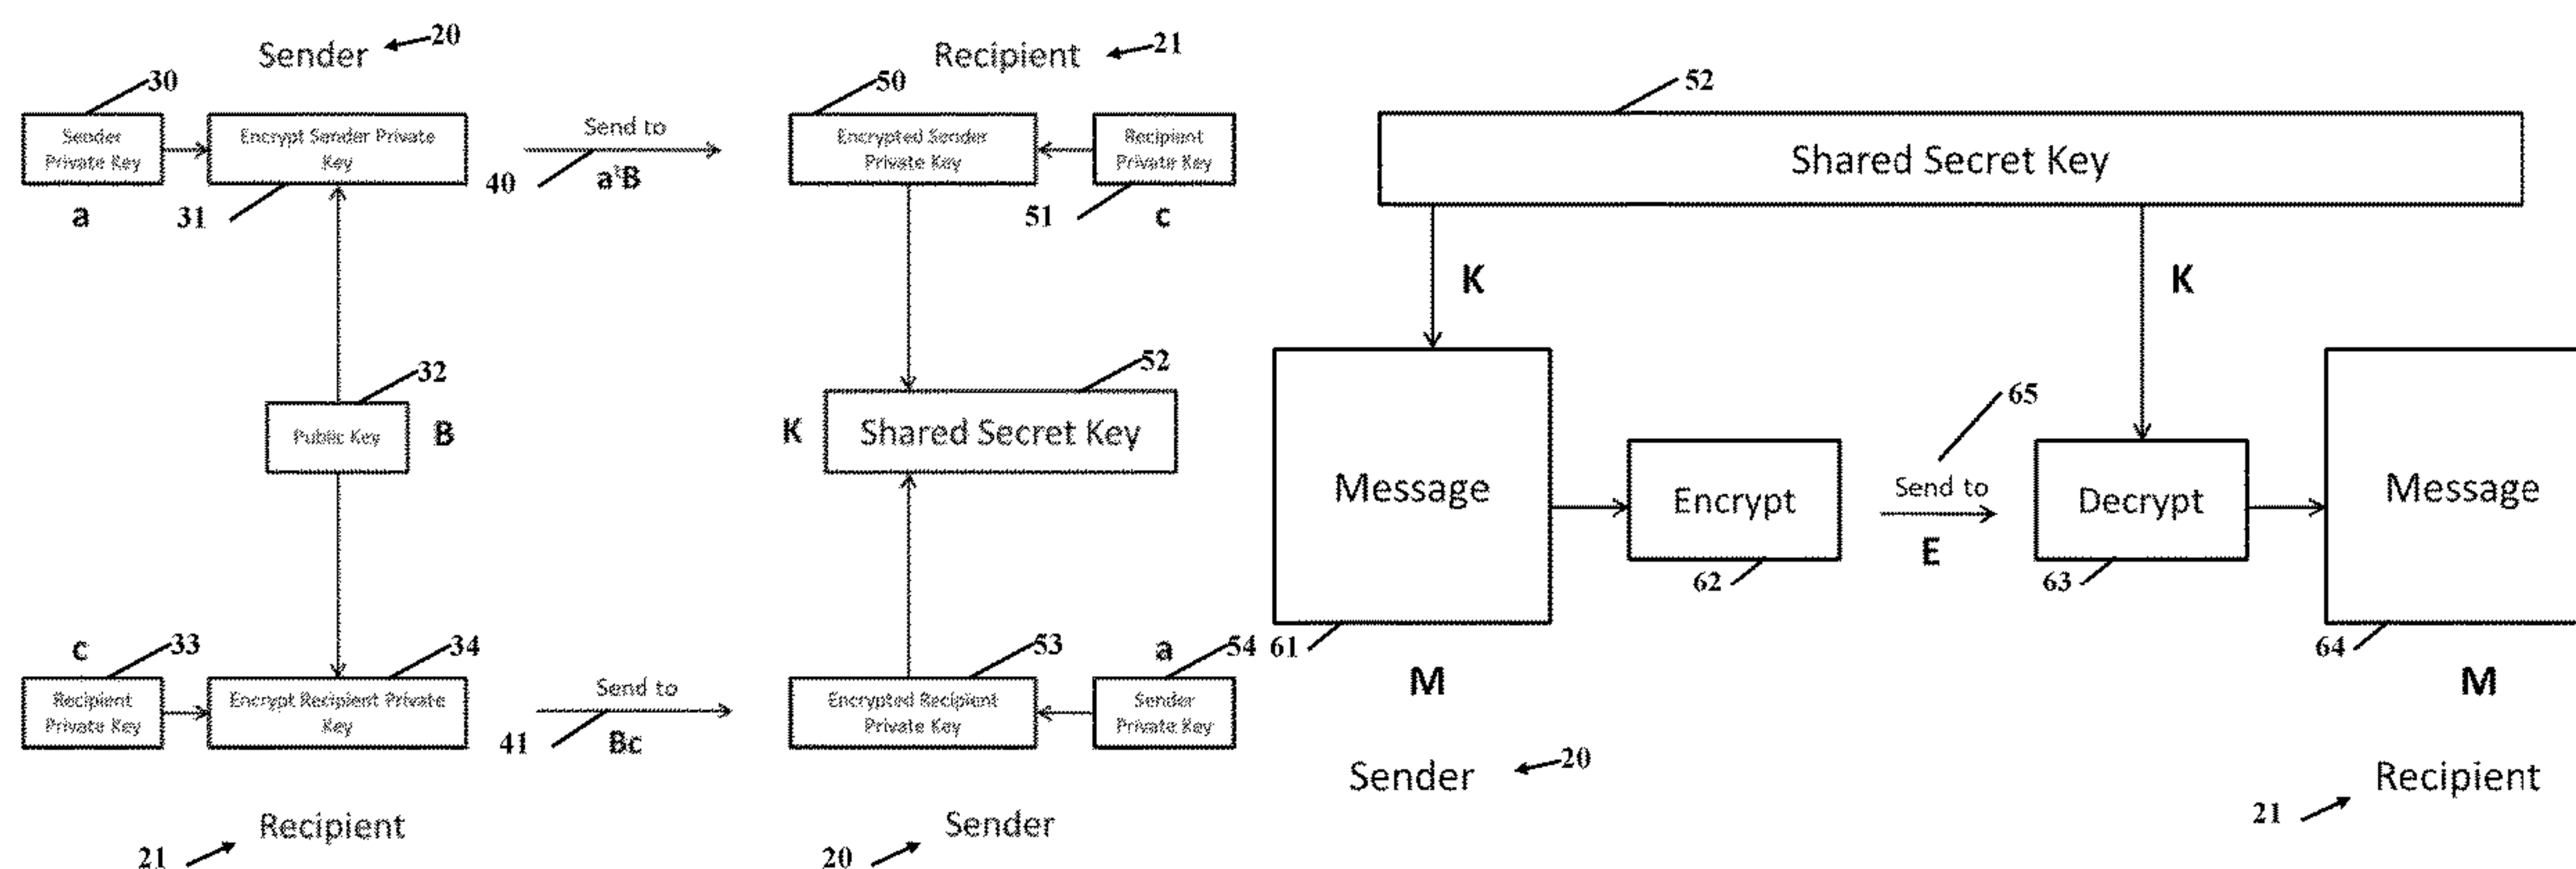 Sender
20
30
Sender
Private Key
a
Encrypt Sender Private
Key
31
Send to
40
aᵗB
32
Public Key
B
c
33
Recipient
Private Key
34
Encrypt Recipient Private
Key
Send to
41
Bc
21
Recipient
Recipient
21
50
Encrypted Sender
Private Key
Recipient
Private Key
51
c
52
K
Shared Secret Key
53
Encrypted Recipient
Private Key
a
54
Sender
Private Key
20
Sender
52
Shared Secret Key
K
K
Message
61
M
Encrypt
62
65
Send to
E
Decrypt
63
Message
64
M
Sender
20
21
Recipient